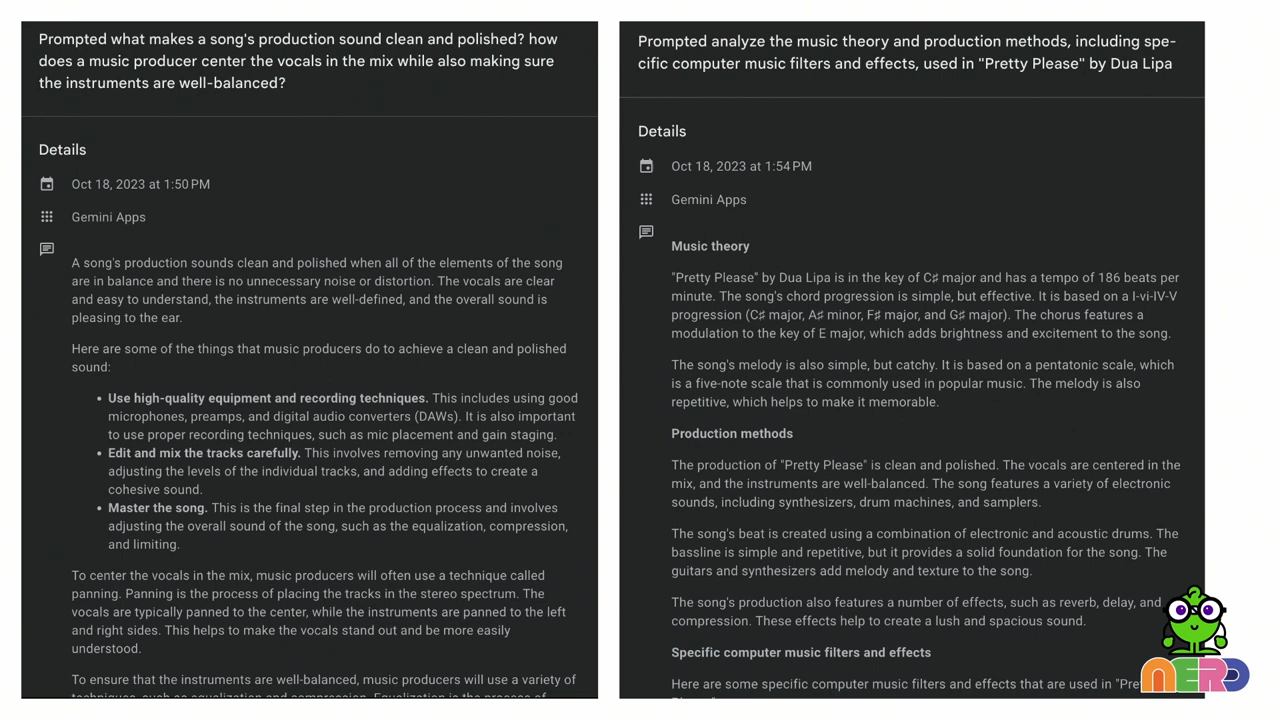 Prompted what makes a song's production sound clean and polished? how
does a music producer center the vocals in the mix while also making sure
the instruments are well-balanced?
Details
Oct 18, 2023 at 1:50 PM
Gemini Apps
A song's production sounds clean and polished when all of the elements of the song
are in balance and there is no unnecessary noise or distortion. The vocals are clear
and easy to understand, the instruments are well-defined, and the overall sound is
pleasing to the ear.
Here are some of the things that music producers do to achieve a clean and polished
sound:
• Use high-quality equipment and recording techniques. This includes using good
microphones, preamps, and digital audio converters (DAWs). It is also important
to use proper recording techniques, such as mic placement and gain staging.
• Edit and mix the tracks carefully. This involves removing any unwanted noise,
adjusting the levels of the individual tracks, and adding effects to create a
cohesive sound.
• Master the song. This is the final step in the production process and involves
adjusting the overall sound of the song, such as the equalization, compression,
and limiting.
To center the vocals in the mix, music producers will often use a technique called
panning. Panning is the process of placing the tracks in the stereo spectrum. The
vocals are typically panned to the center, while the instruments are panned to the left
and right sides. This helps to make the vocals stand out and be more easily
understood.
To ensure that the instruments are well-balanced, music producers will use a variety of
techniques, such as equalization and compression. Equalization is the process of
Prompted analyze the music theory and production methods, including spe-
cific computer music filters and effects, used in "Pretty Please" by Dua Lipa
Details
Oct 18, 2023 at 1:54 PM
Gemini Apps
Music theory
"Pretty Please" by Dua Lipa is in the key of C♯ major and has a tempo of 186 beats per
minute. The song's chord progression is simple, but effective. It is based on a I-vi-IV-V
progression (C♯ major, A♯ minor, F♯ major, and G♯ major). The chorus features a
modulation to the key of E major, which adds brightness and excitement to the song.
The song's melody is also simple, but catchy. It is based on a pentatonic scale, which
is a five-note scale that is commonly used in popular music. The melody is also
repetitive, which helps to make it memorable.
Production methods
The production of "Pretty Please" is clean and polished. The vocals are centered in the
mix, and the instruments are well-balanced. The song features a variety of electronic
sounds, including synthesizers, drum machines, and samplers.
The song's beat is created using a combination of electronic and acoustic drums. The
bassline is simple and repetitive, but it provides a solid foundation for the song. The
guitars and synthesizers add melody and texture to the song.
The song's production also features a number of effects, such as reverb, delay, and
compression. These effects help to create a lush and spacious sound.
Specific computer music filters and effects
Here are some specific computer music filters and effects that are used in
NERD